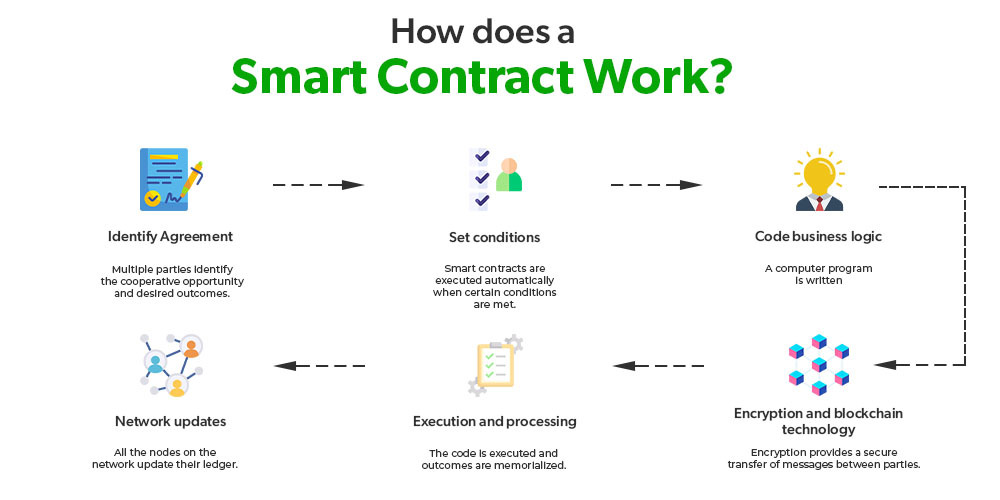 How does a
Smart Contract Work?
Identify Agreement
Multiple parties identify
the cooperative opportunity
and desired outcomes.
Set conditions
Smart contracts are
executed automatically
when certain conditions
are met.
Code business logic
A computer program
is written
Encryption and blockchain
technology
Encryption provides a secure
transfer of messages between parties.
Execution and processing
The code is executed and
outcomes are memorialized.
Network updates
All the nodes on the
network update their ledger.